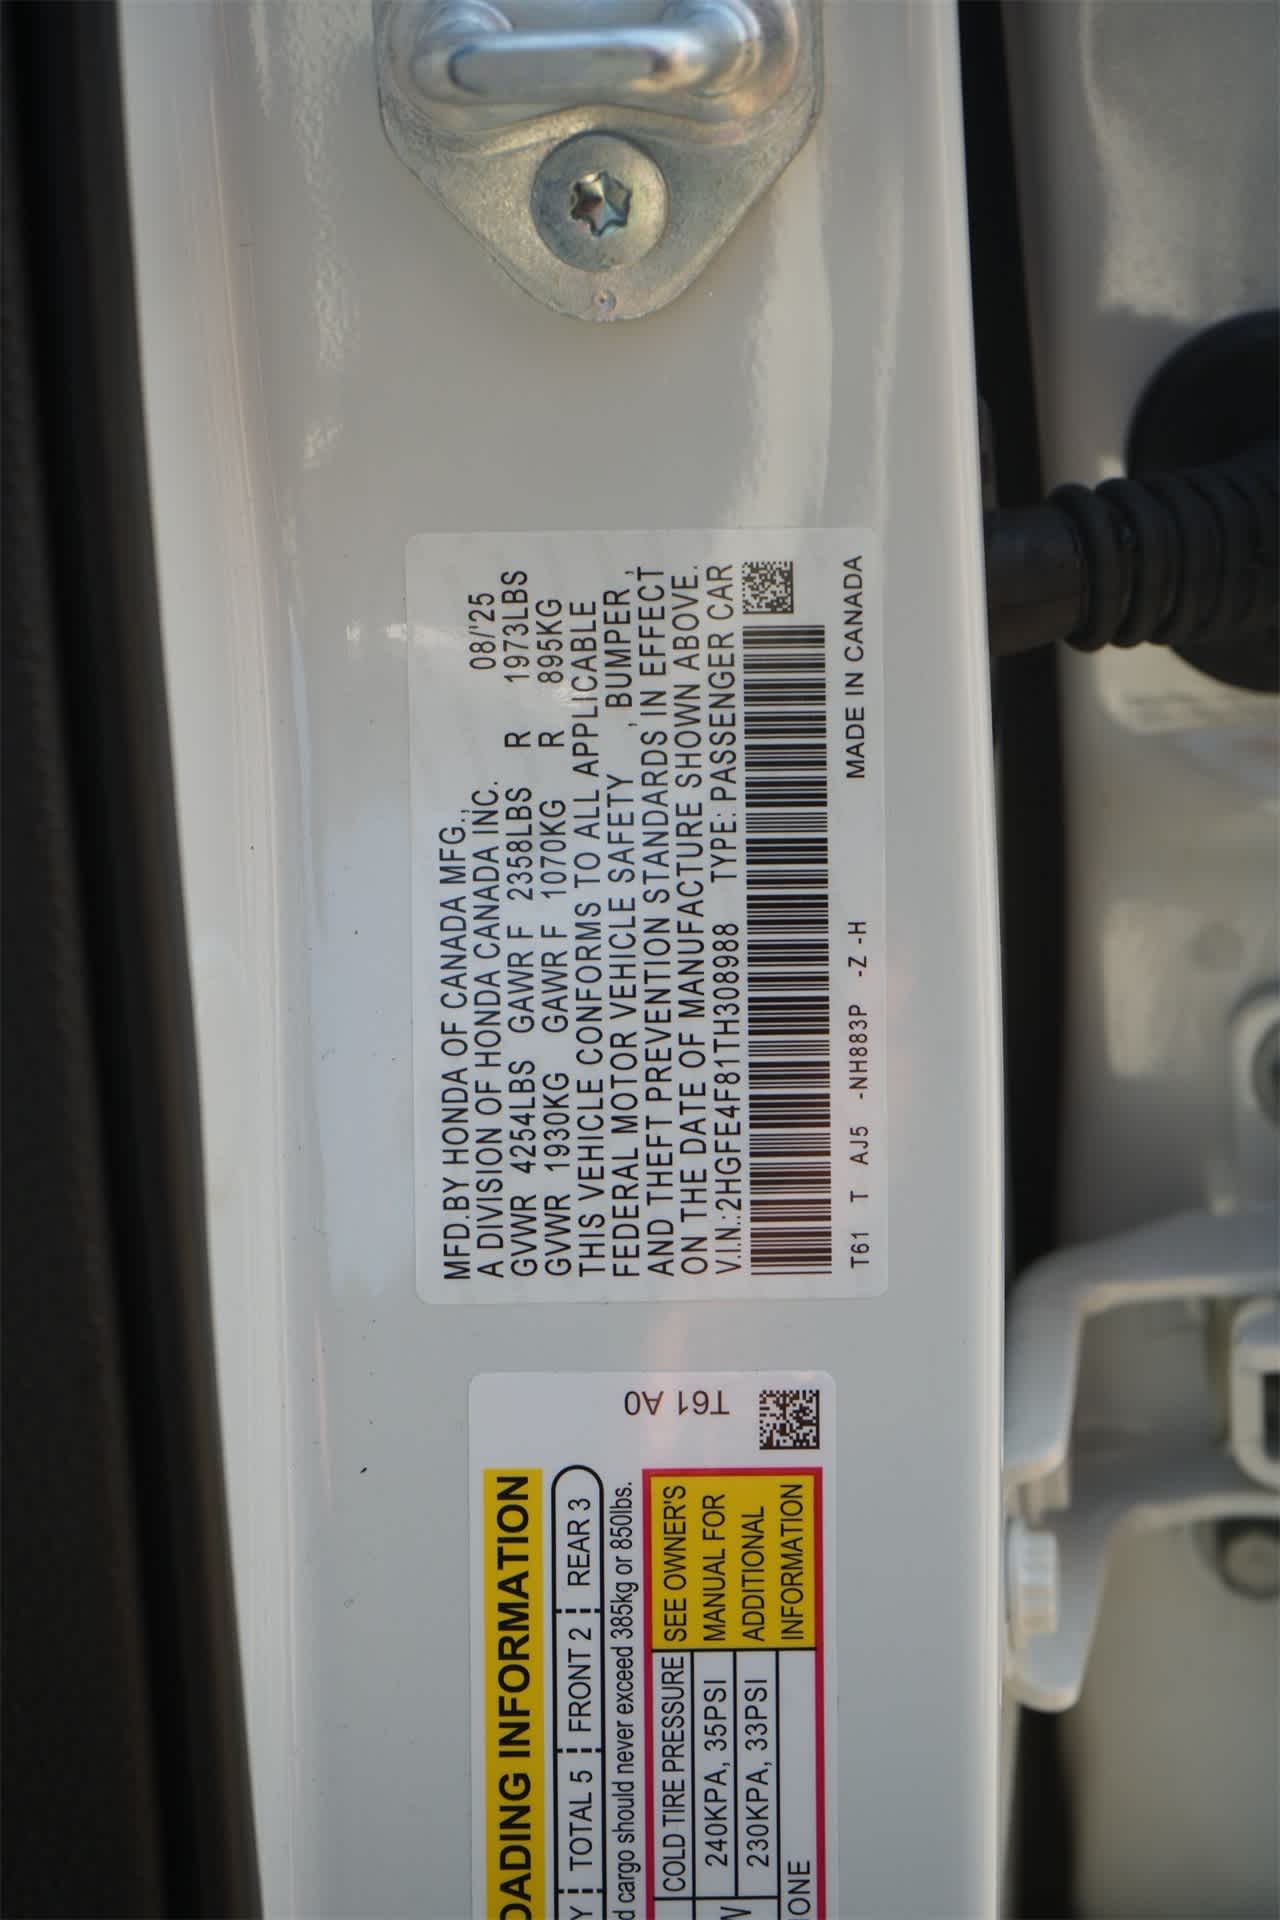 MFD.BY HONDA OF CANADA MFG.,
A DIVISION OF HONDA CANADA INC. 08/'25
GVWR 4254LBS GAWR F 2358LBS R 1973LBS
GVWR 1930KG GAWR F 1070KG R 895KG
THIS VEHICLE CONFORMS TO ALL APPLICABLE
FEDERAL MOTOR VEHICLE SAFETY , BUMPER ,
AND THEFT PREVENTION STANDARDS IN EFFECT
ON THE DATE OF MANUFACTURE SHOWN ABOVE.
V.I.N.:2HGFE4F81TH308988 TYPE: PASSENGER CAR
T61 T AJ5 -NH883P -Z -H MADE IN CANADA
T61 A0
OADING INFORMATION
Y TOTAL 5 FRONT 2 REAR 3
d cargo should never exceed 385kg or 850lbs.
COLD TIRE PRESSURE
240KPA, 35PSI
230KPA, 33PSI
ONE
SEE OWNER'S
MANUAL FOR
ADDITIONAL
INFORMATION